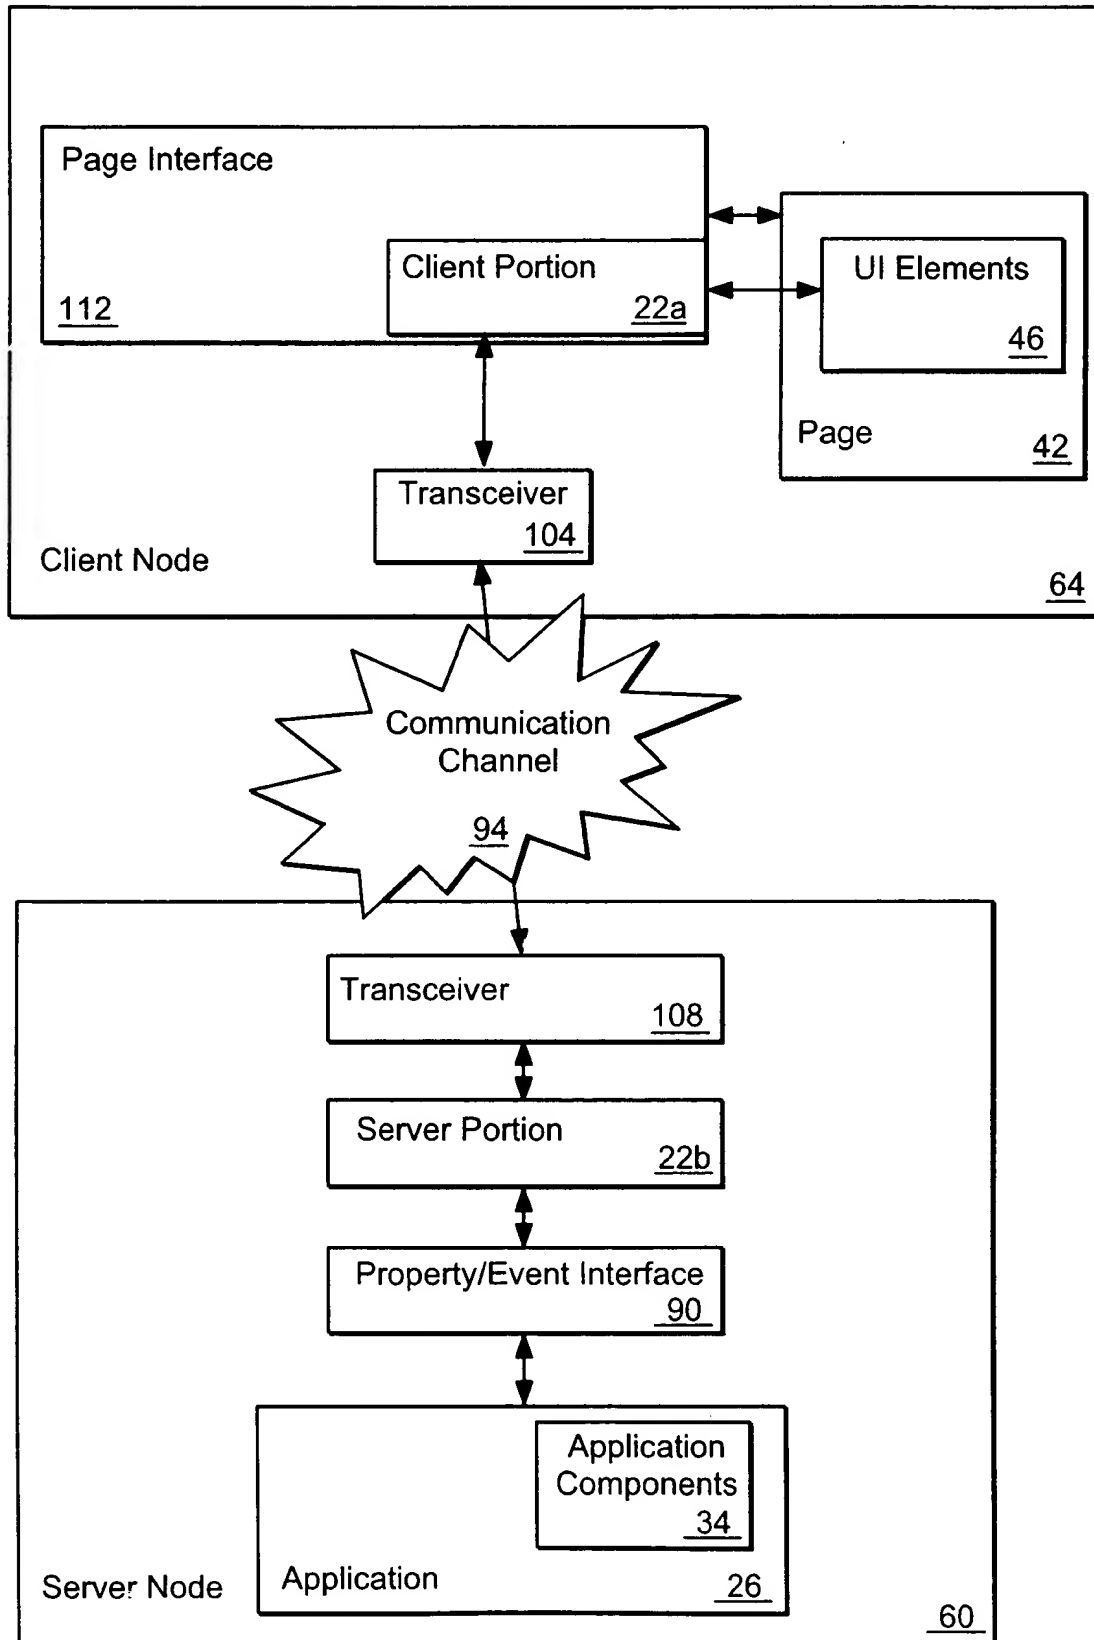 Page Interface
Client Portion
22a
112
UI Elements
46
Page
42
Transceiver
104
Client Node
64
Communication
Channel
94
Transceiver
108
Server Portion
22b
Property/Event Interface
90
Application
Components
34
Application
26
Server Node
60